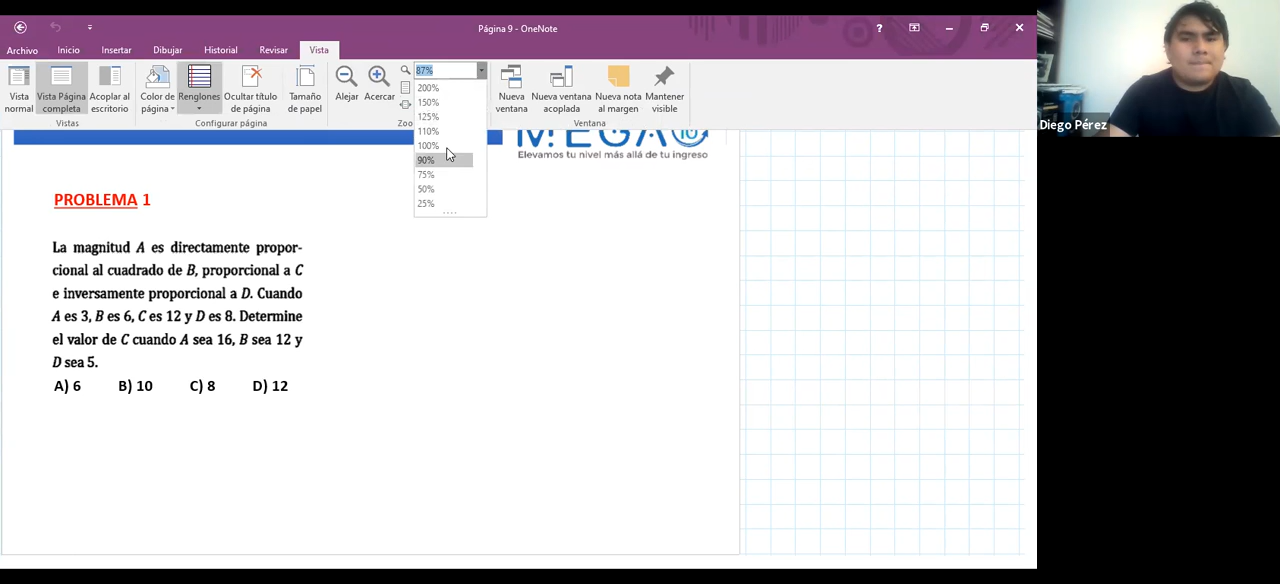 Página 9 - OneNote
?
Archivo Inicio Insertar Dibujar Historial Revisar Vista
Vista normal
Vista Página completa
Acoplar al escritorio
Vistas
Color de página
Renglones
Ocultar título de página
Configurar página
Tamaño de papel
Alejar
Acercar
87%
200%
150%
125%
110%
100%
90%
75%
50%
25%
Nueva ventana
Nueva ventana acoplada
Nueva nota al margen
Mantener visible
Ventana
Diego Pérez
MEGA 10
Elevamos tu nivel más allá de tu ingreso
PROBLEMA 1
La magnitud A es directamente propor-
cional al cuadrado de B, proporcional a C
e inversamente proporcional a D. Cuando
A es 3, B es 6, C es 12 y D es 8. Determine
el valor de C cuando A sea 16, B sea 12 y
D sea 5.
A) 6 B) 10 C) 8 D) 12